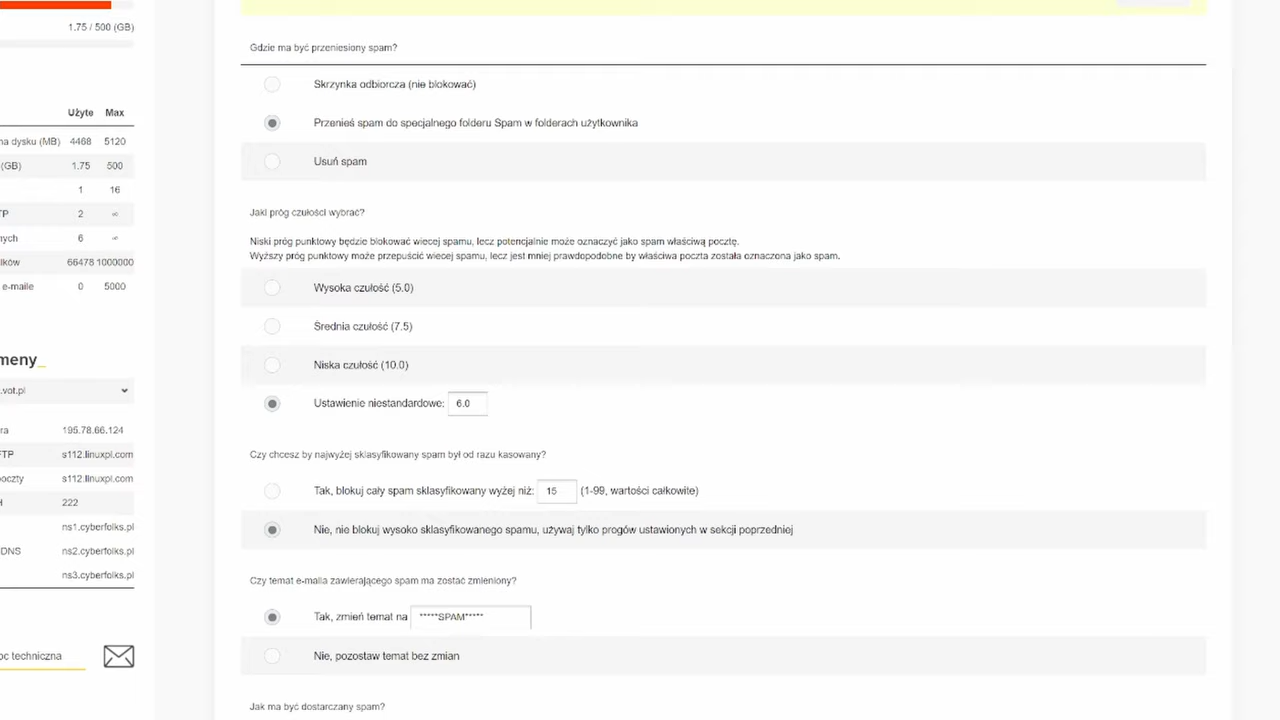 1.75 / 500 (GB)
Użyte Max
na dysku (MB) 4468 5120
(GB) 1.75 500
1 16
TP 2 ∞
nych 6 ∞
ików 66478 1000000
e-maile 0 5000
meny_
.vot.pl
ra 195.78.66.124
FTP s112.linuxpl.com
poczty s112.linuxpl.com
H 222
ns1.cyberfolks.pl
DNS ns2.cyberfolks.pl
ns3.cyberfolks.pl
oc techniczna
Gdzie ma być przeniesiony spam?
Skrzynka odbiorcza (nie blokować)
Przenieś spam do specjalnego folderu Spam w folderach użytkownika
Usuń spam
Jaki próg czułości wybrać?
Niski próg punktowy będzie blokować wiecej spamu, lecz potencjalnie może oznaczyć jako spam właściwą pocztę.
Wyższy próg punktowy może przepuścić wiecej spamu, lecz jest mniej prawdopodobne by właściwa poczta została oznaczona jako spam.
Wysoka czułość (5.0)
Średnia czułość (7.5)
Niska czułość (10.0)
Ustawienie niestandardowe: 6.0
Czy chcesz by najwyżej sklasyfikowany spam był od razu kasowany?
Tak, blokuj cały spam sklasyfikowany wyżej niż: 15 (1-99, wartości całkowite)
Nie, nie blokuj wysoko sklasyfikowanego spamu, używaj tylko progów ustawionych w sekcji poprzedniej
Czy temat e-maila zawierającego spam ma zostać zmieniony?
Tak, zmień temat na *****SPAM*****
Nie, pozostaw temat bez zmian
Jak ma być dostarczany spam?